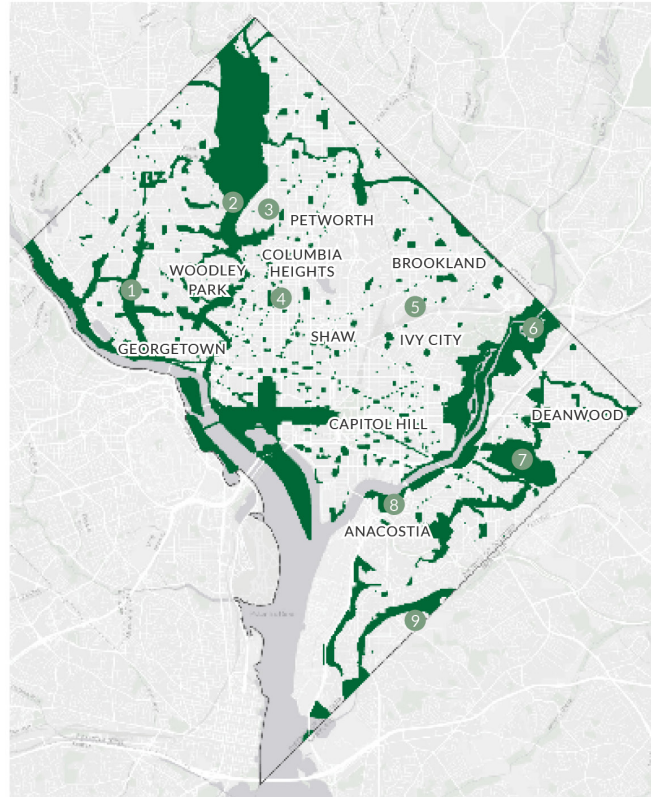 2
3
PETWORTH
COLUMBIA
HEIGHTS
BROOKLAND
WOODLEY
PARK
1
4
5
6
SHAW
IVY CITY
GEORGETOWN
DEANWOOD
CAPITOL HILL
7
8
ANACOSTIA
9